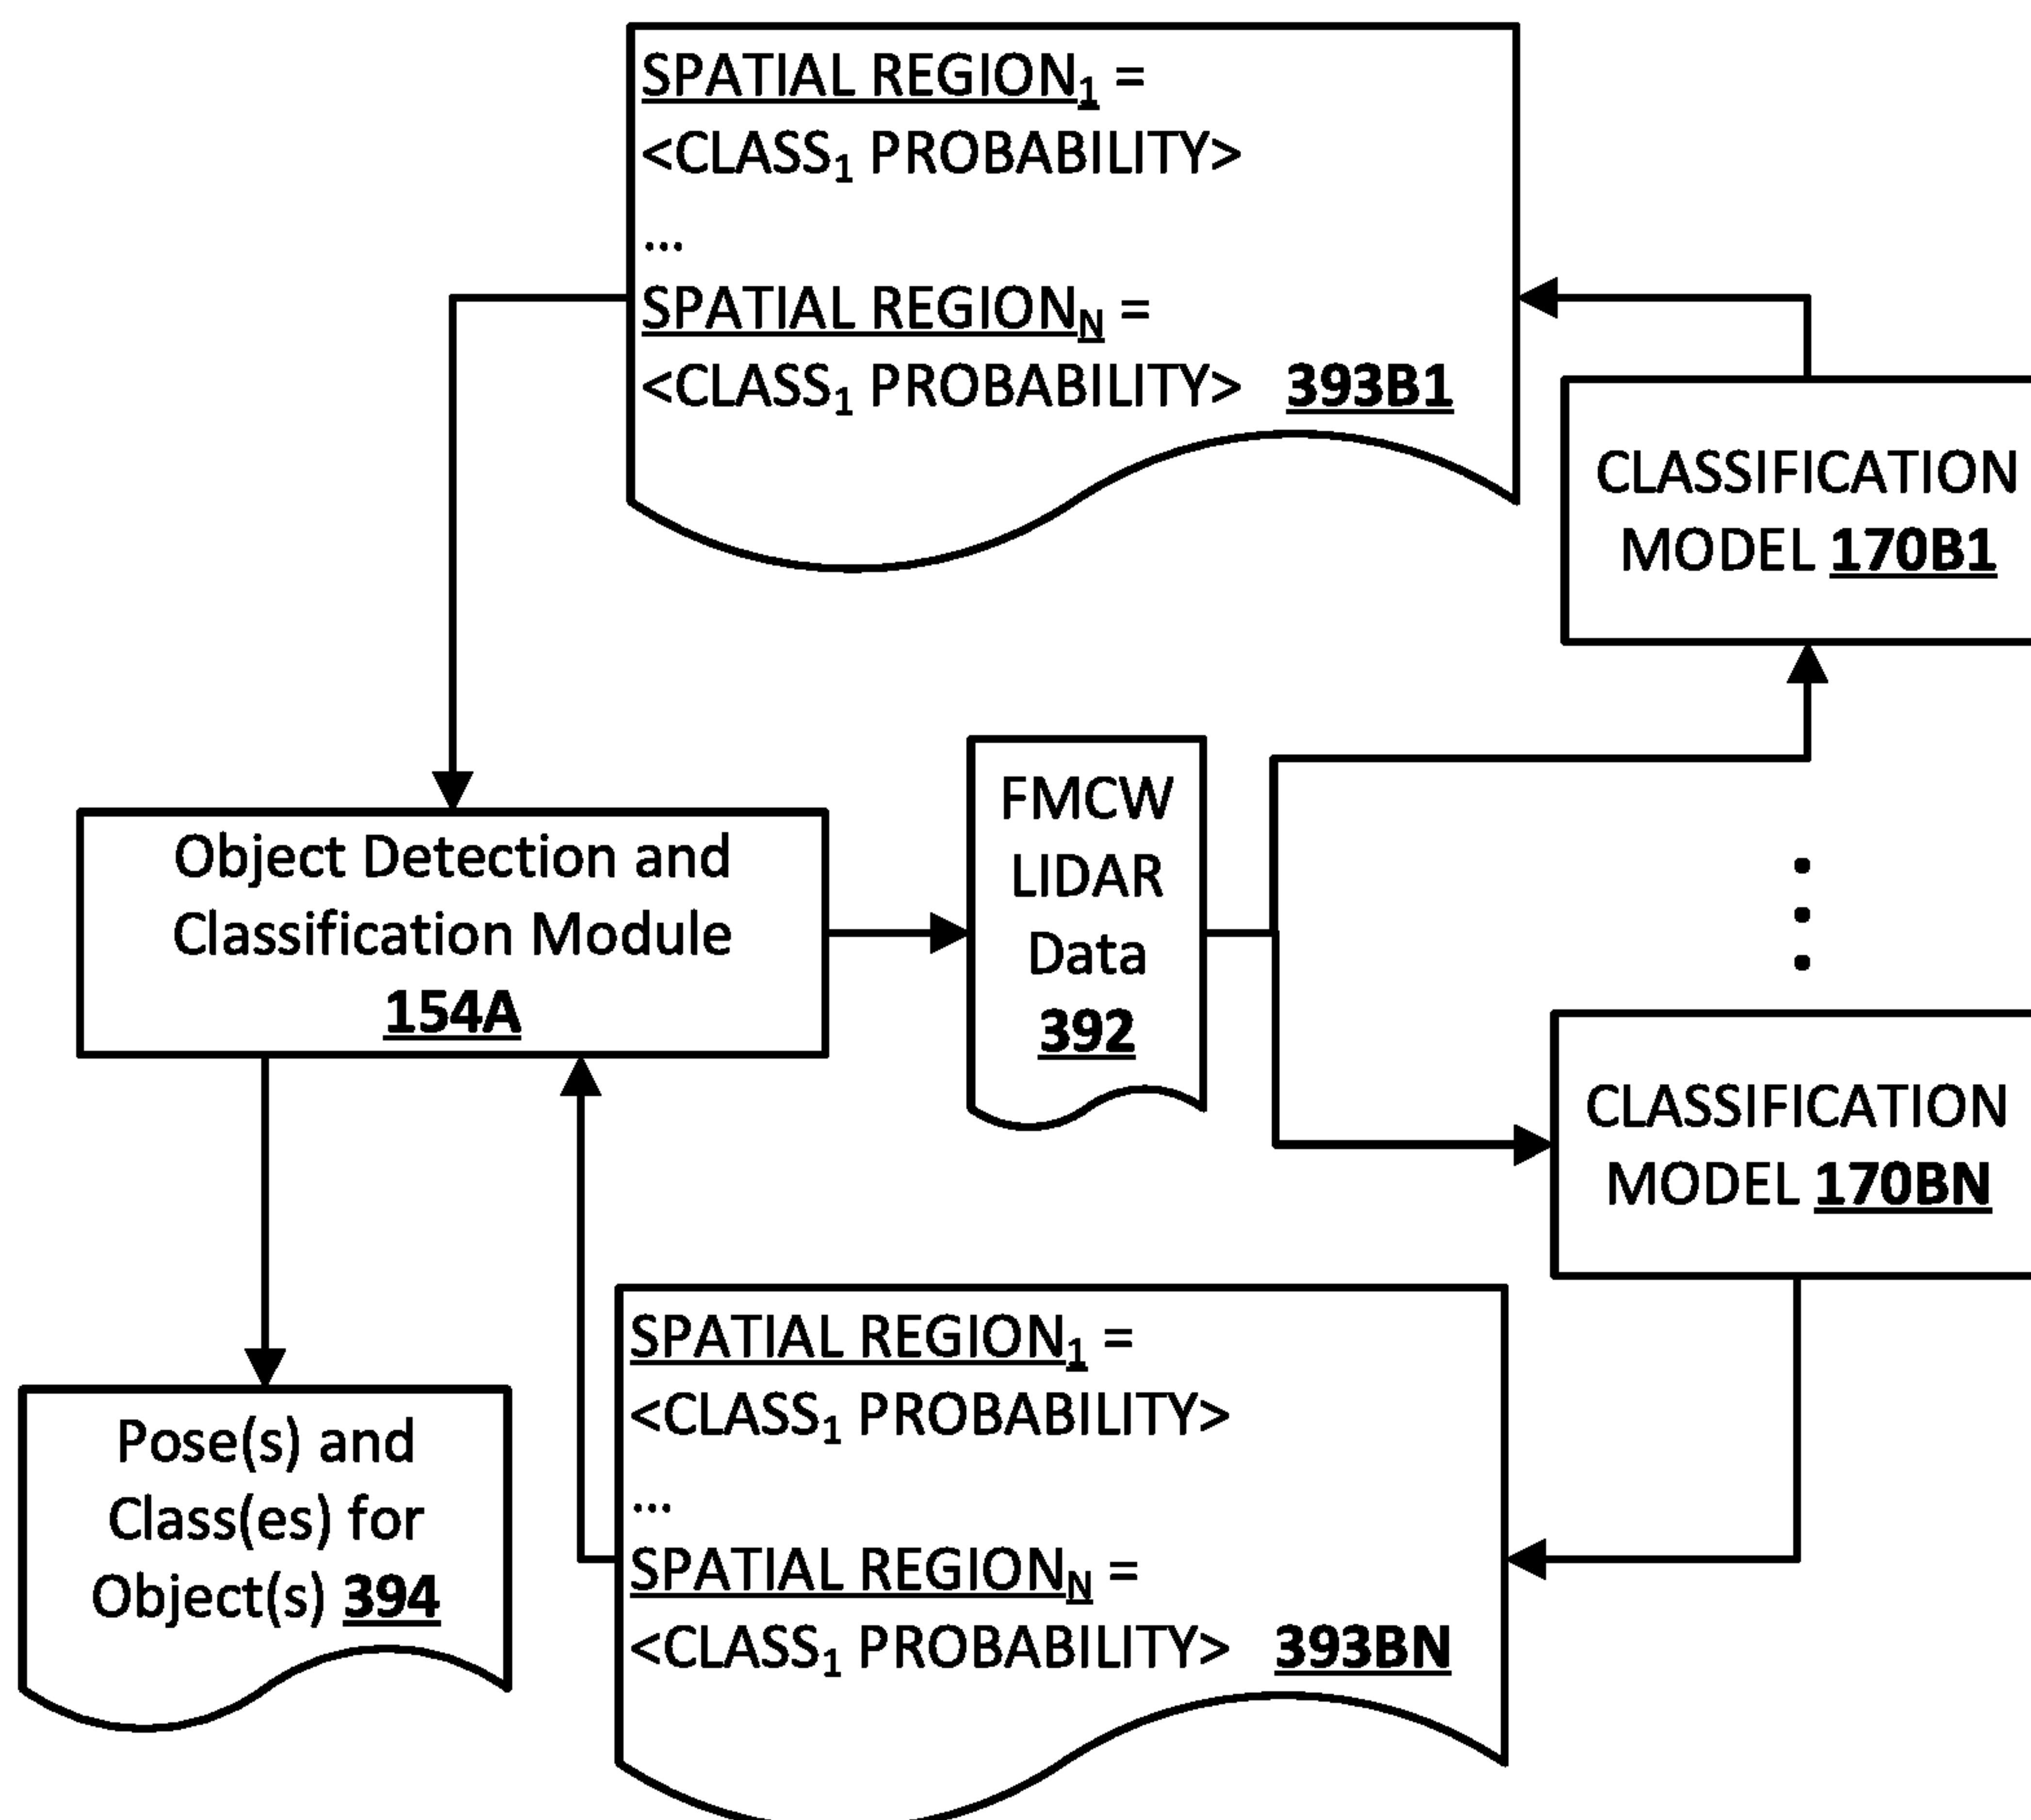 SPATIAL REGION₁ =
<CLASS₁ PROBABILITY>
...
SPATIAL REGION_N =
<CLASS₁ PROBABILITY> 393B1
CLASSIFICATION
MODEL 170B1
Object Detection and
Classification Module
154A
FMCW
LIDAR
Data
392
CLASSIFICATION
MODEL 170BN
Pose(s) and
Class(es) for
Object(s) 394
SPATIAL REGION₁ =
<CLASS₁ PROBABILITY>
...
SPATIAL REGION_N =
<CLASS₁ PROBABILITY> 393BN